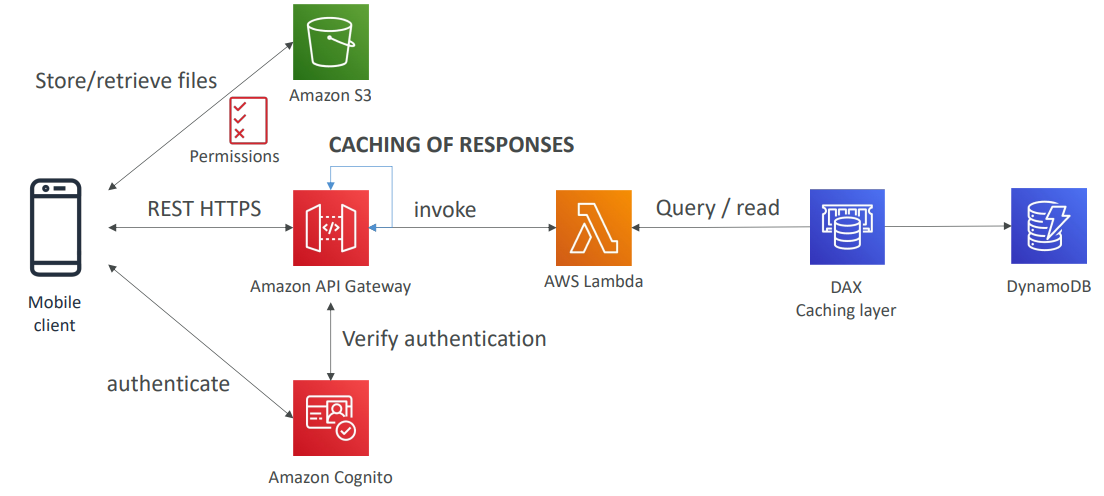 Store/retrieve files
Amazon S3
Permissions
CACHING OF RESPONSES
REST HTTPS
invoke
Query / read
Mobile
client
Amazon API Gateway
AWS Lambda
DAX
Caching layer
DynamoDB
Verify authentication
authenticate
Amazon Cognito